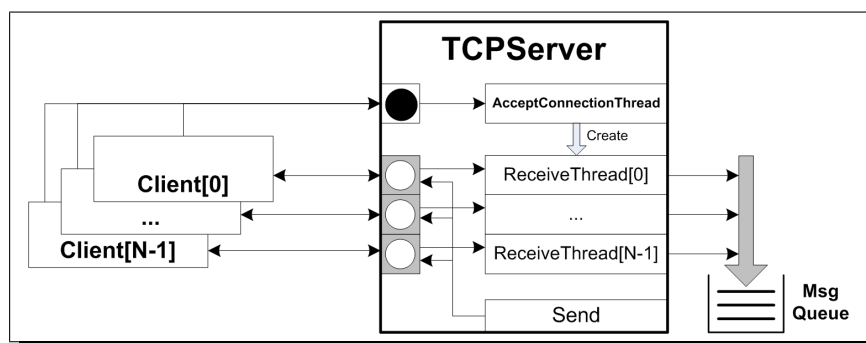 TCPServer
AcceptConnectionThread
Create
Client[0]
ReceiveThread[0]
...
...
Client[N-1]
ReceiveThread[N-1]
Send
Msg
Queue